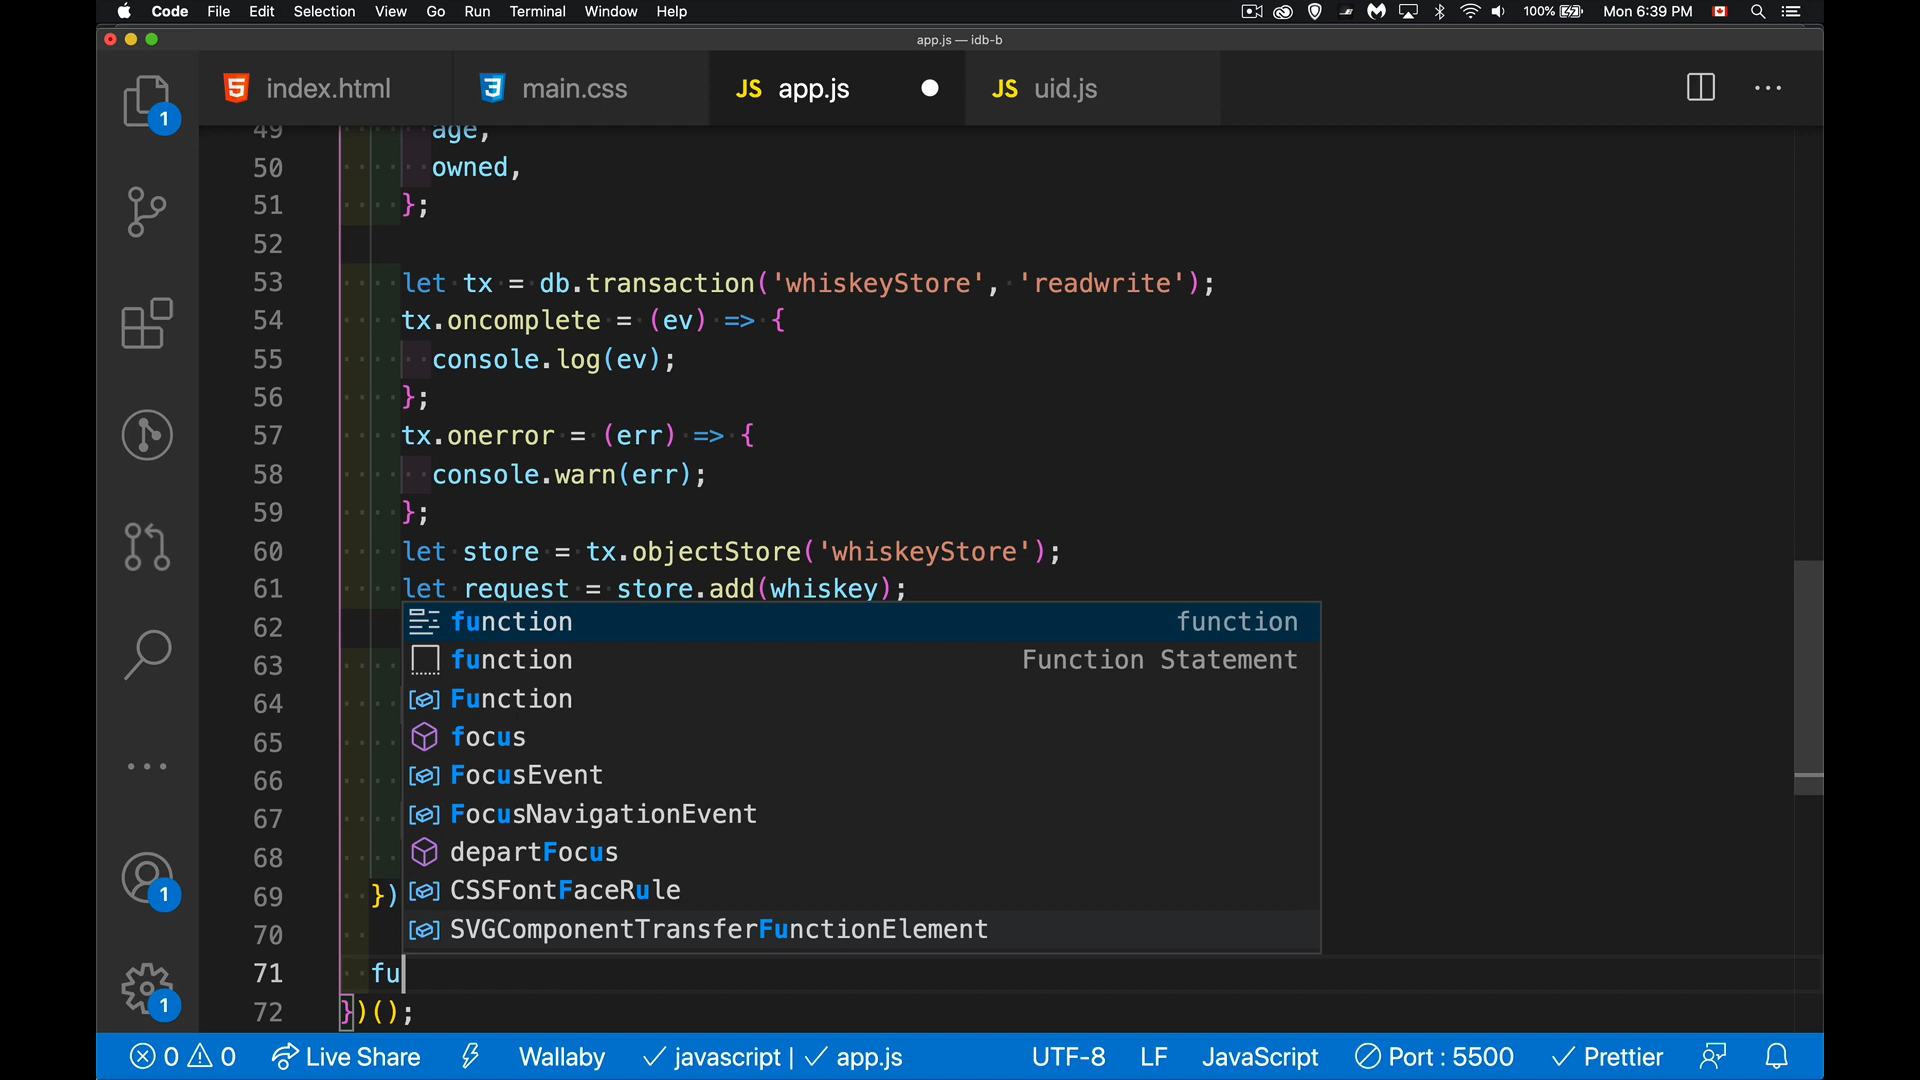 Code File Edit Selection View Go Run Terminal Window Help 100% Mon 6:39 PM
app.js — idb-b
index.html main.css JS app.js JS uid.js
1
49 age,
50 owned,
51 };
52
53 let tx = db.transaction('whiskeyStore', 'readwrite');
54 tx.oncomplete = (ev) => {
55 console.log(ev);
56 };
57 tx.onerror = (err) => {
58 console.warn(err);
59 };
60 let store = tx.objectStore('whiskeyStore');
61 let request = store.add(whiskey);
62 function function
63 function Function Statement
64 Function
65 focus
66 FocusEvent
67 FocusNavigationEvent
68 departFocus
1
69 }) CSSFontFaceRule
70 SVGComponentTransferFunctionElement
71 fu
1
72 })();
0 0 Live Share Wallaby javascript | app.js UTF-8 LF JavaScript Port : 5500 Prettier